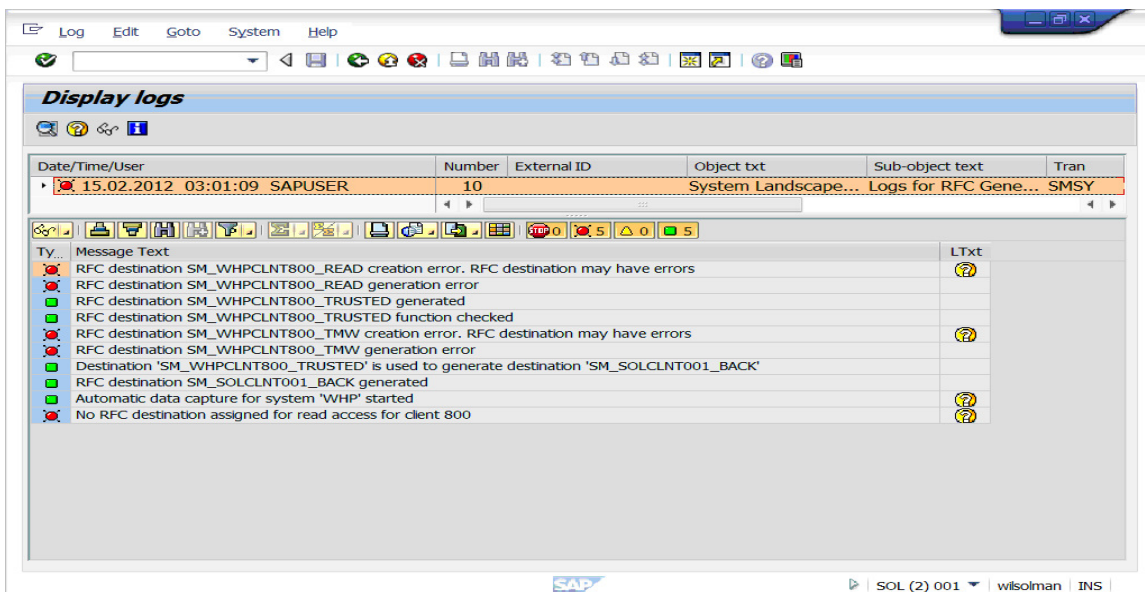 Log Edit Goto System Help
Display logs
Date/Time/User Number External ID Object txt Sub-object text Tran
15.02.2012 03:01:09 SAPUSER 10 System Landscape... Logs for RFC Gene... SMSY
STOP 0 5 0 5
Ty... Message Text LTxt
RFC destination SM_WHPCLNT800_READ creation error. RFC destination may have errors
RFC destination SM_WHPCLNT800_READ generation error
RFC destination SM_WHPCLNT800_TRUSTED generated
RFC destination SM_WHPCLNT800_TRUSTED function checked
RFC destination SM_WHPCLNT800_TMW creation error. RFC destination may have errors
RFC destination SM_WHPCLNT800_TMW generation error
Destination 'SM_WHPCLNT800_TRUSTED' is used to generate destination 'SM_SOLCLNT001_BACK'
RFC destination SM_SOLCLNT001_BACK generated
Automatic data capture for system 'WHP' started
No RFC destination assigned for read access for client 800
SAP SOL (2) 001 wilsolman INS